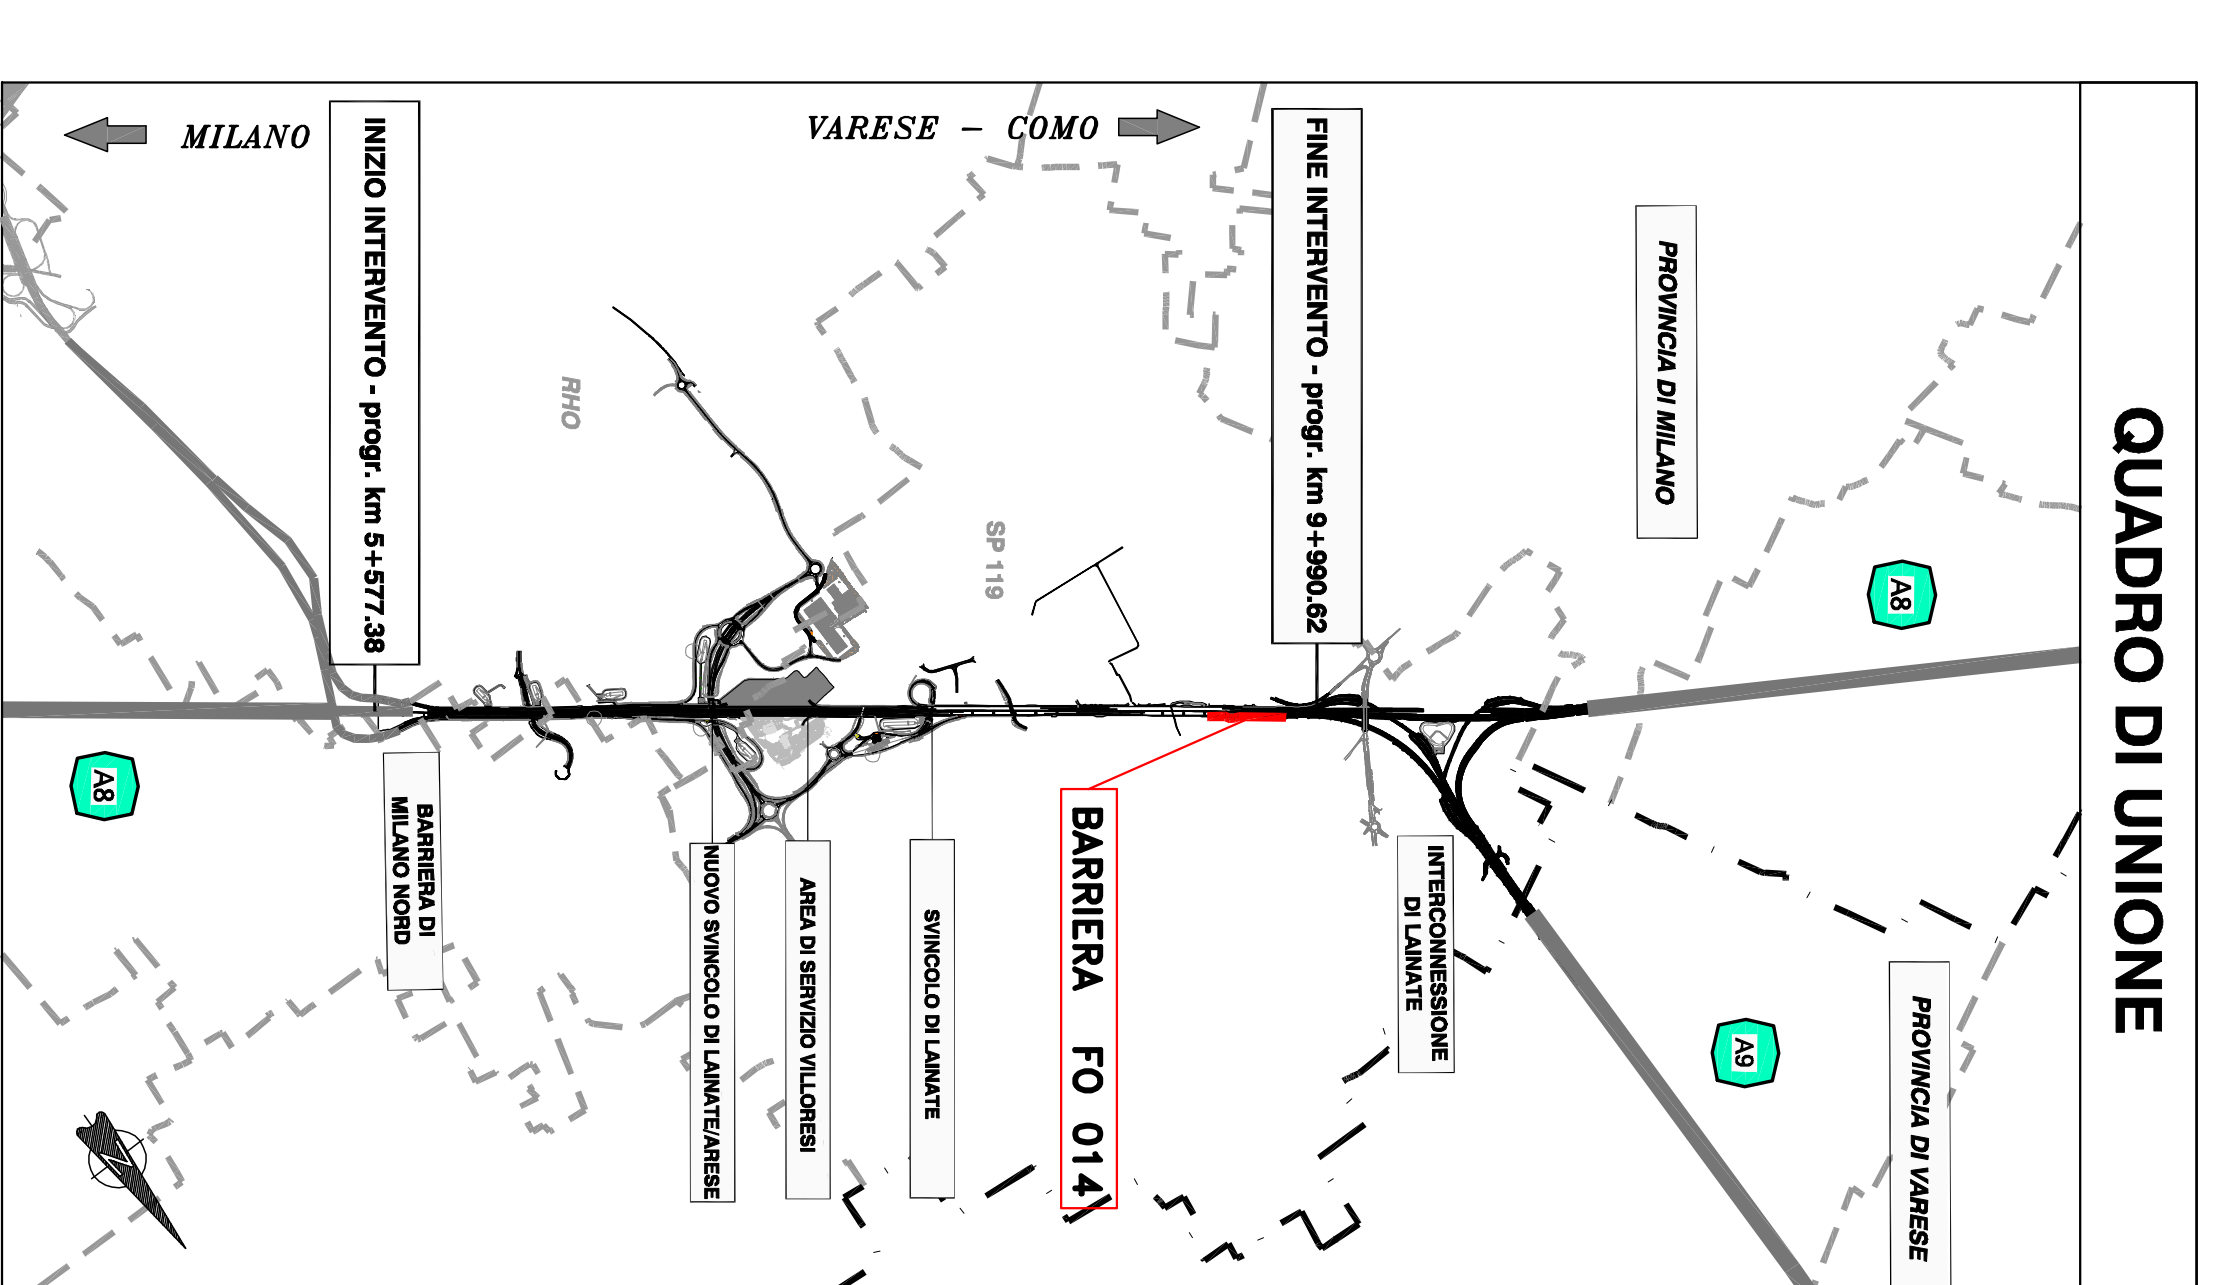 MILANO
VARESE - COMO
INIZIO INTERVENTO - progr. km 5+577.38
FINE INTERVENTO - progr. km 9+990.62
PROVINCIA DI MILANO
QUADRO DI UNIONE
RHO
SP 119
A8
A8
BARRIERA DI
MILANO NORD
NUOVO SVINCOLO DI LAINATE/ARESE
AREA DI SERVIZIO VILLORESI
SVINCOLO DI LAINATE
BARRIERA FO 014
INTERCONNESSIONE
DI LAINATE
A9
PROVINCIA DI VARESE
N